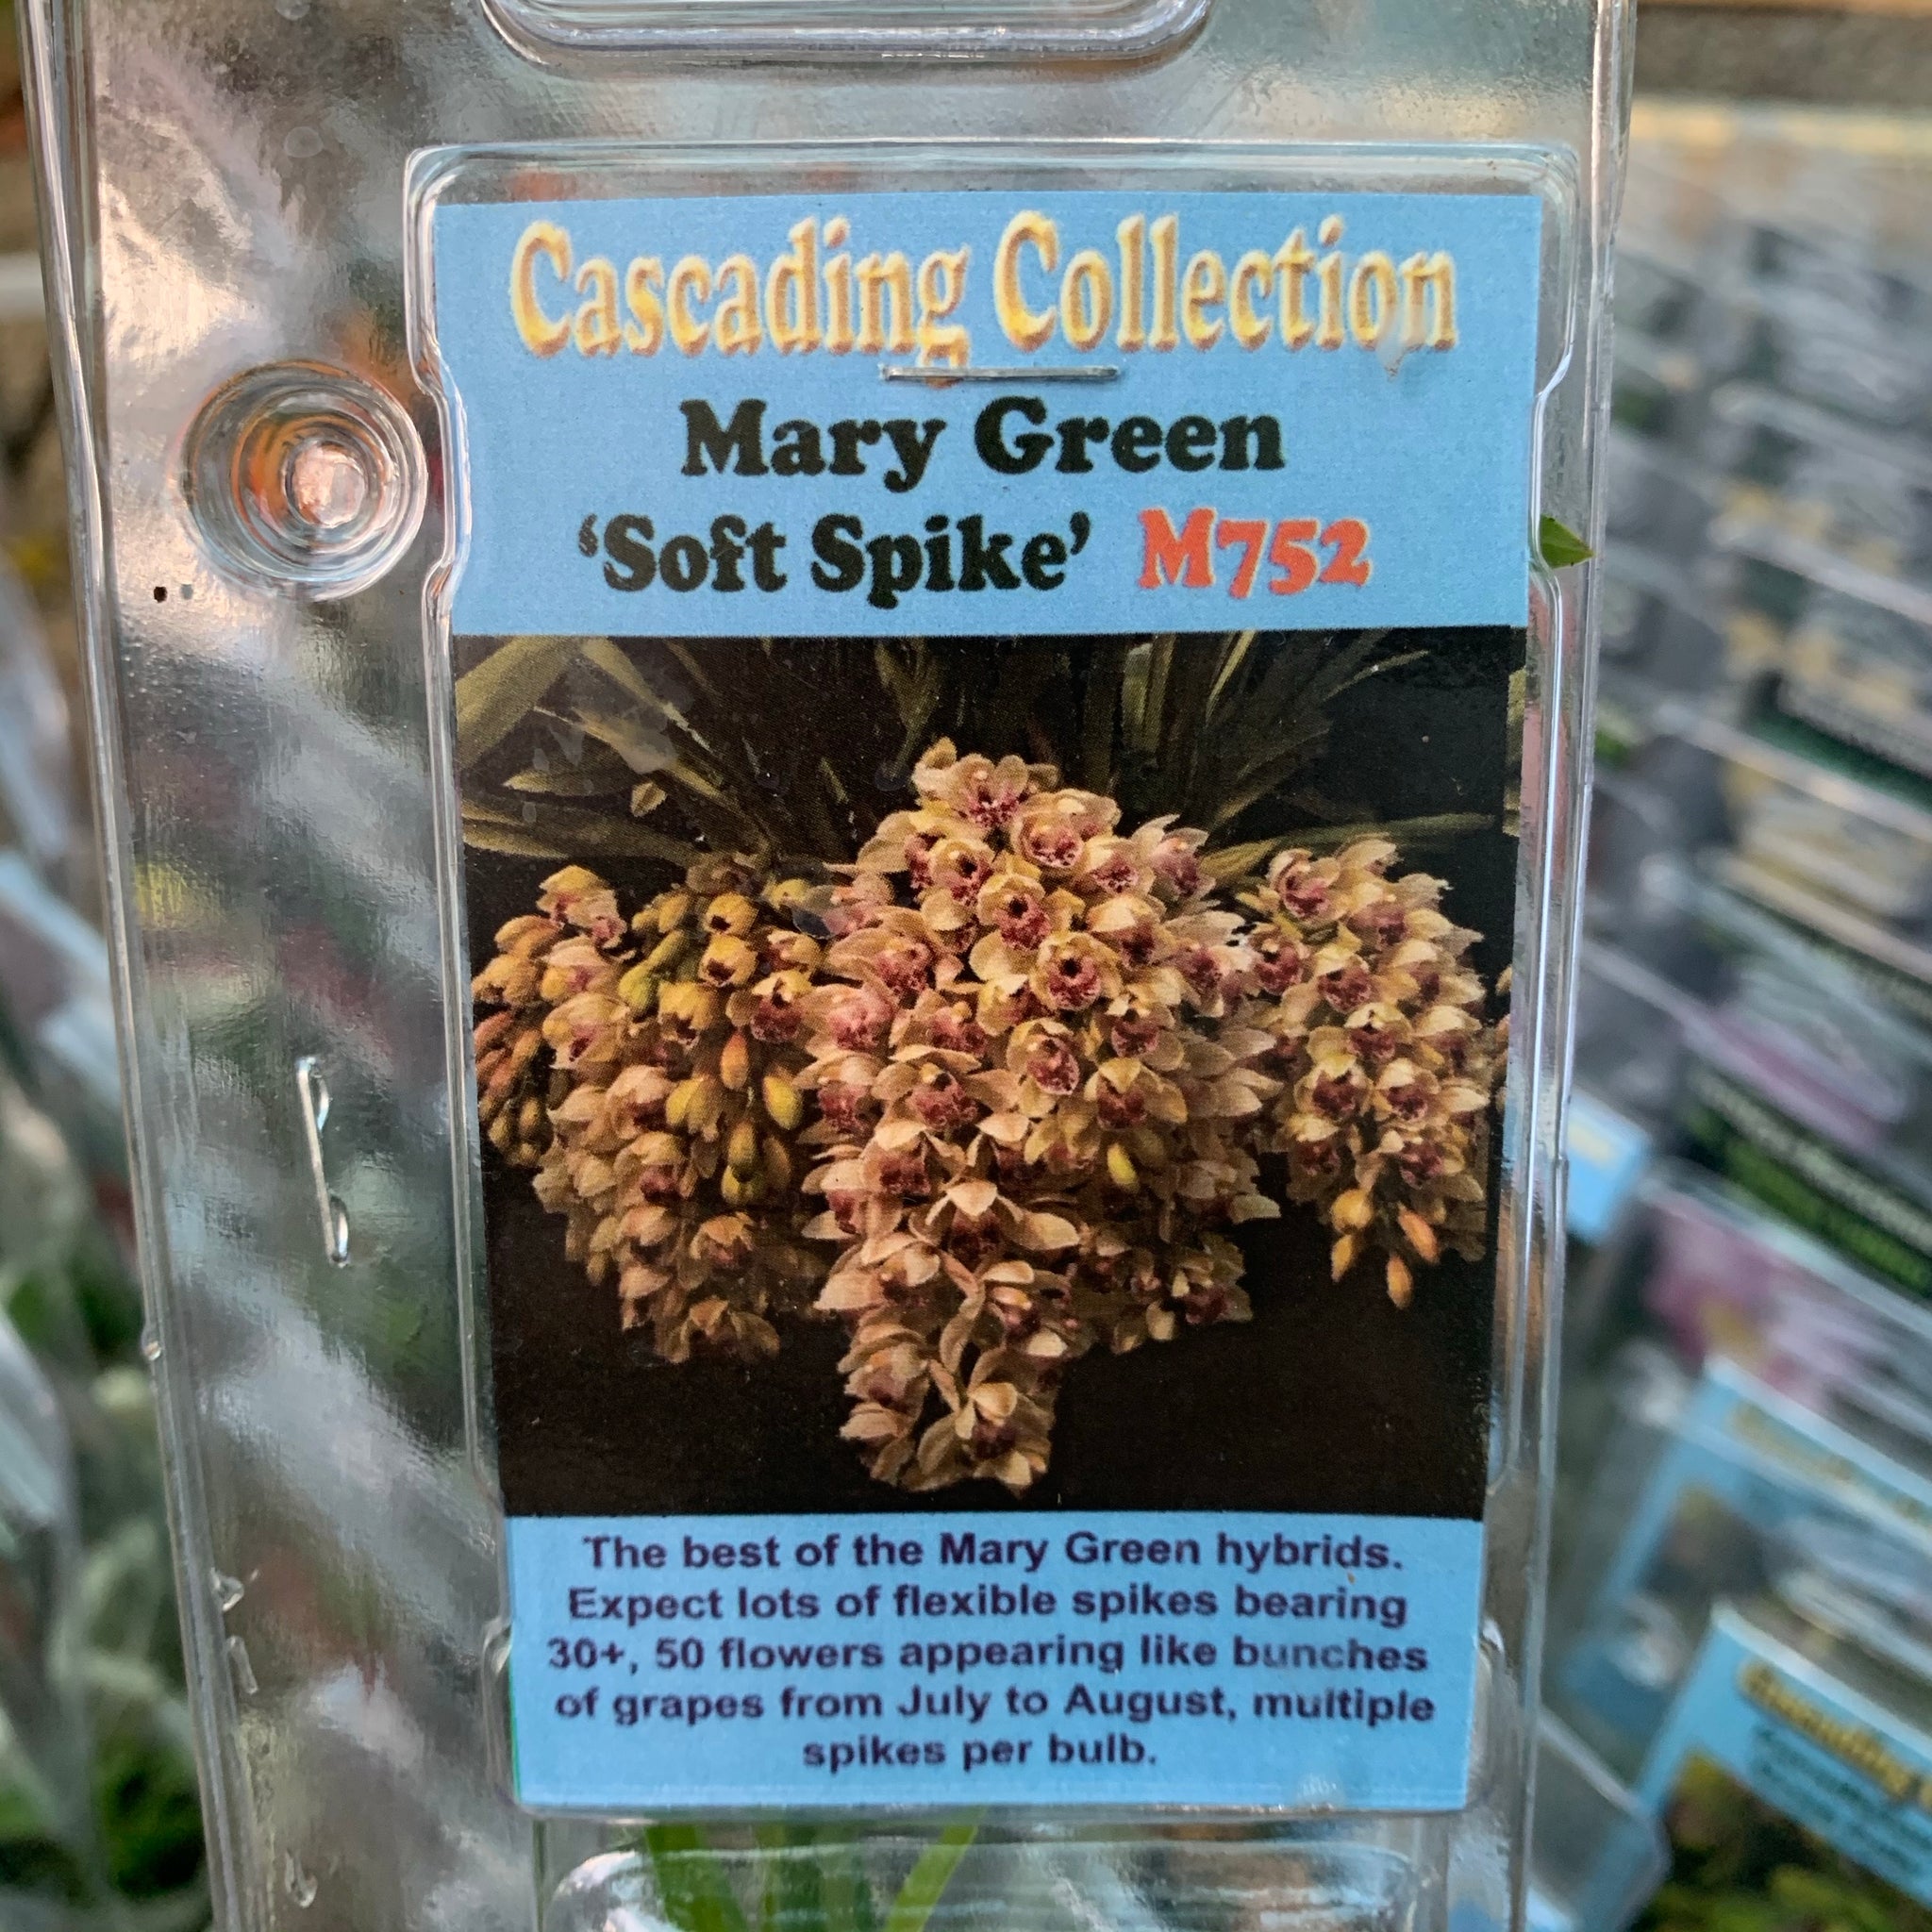 Cascading Collection
Mary Green
‘Soft Spike’ M752
The best of the Mary Green hybrids.
Expect lots of flexible spikes bearing
30+, 50 flowers appearing like bunches
of grapes from July to August, multiple
spikes per bulb.